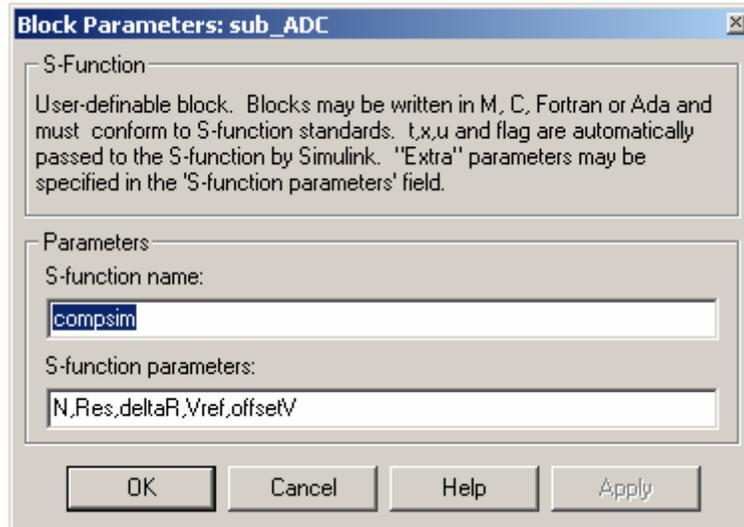 Block Parameters: sub_ADC
S-Function
User-definable block.  Blocks may be written in M, C, Fortran or Ada and
must  conform to S-function standards.  t,x,u and flag are automatically
passed to the S-function by Simulink.  "Extra" parameters may be
specified in the 'S-function parameters' field.
Parameters
S-function name:
compsim
S-function parameters:
N,Res,deltaR,Vref,offsetV
OK Cancel Help Apply